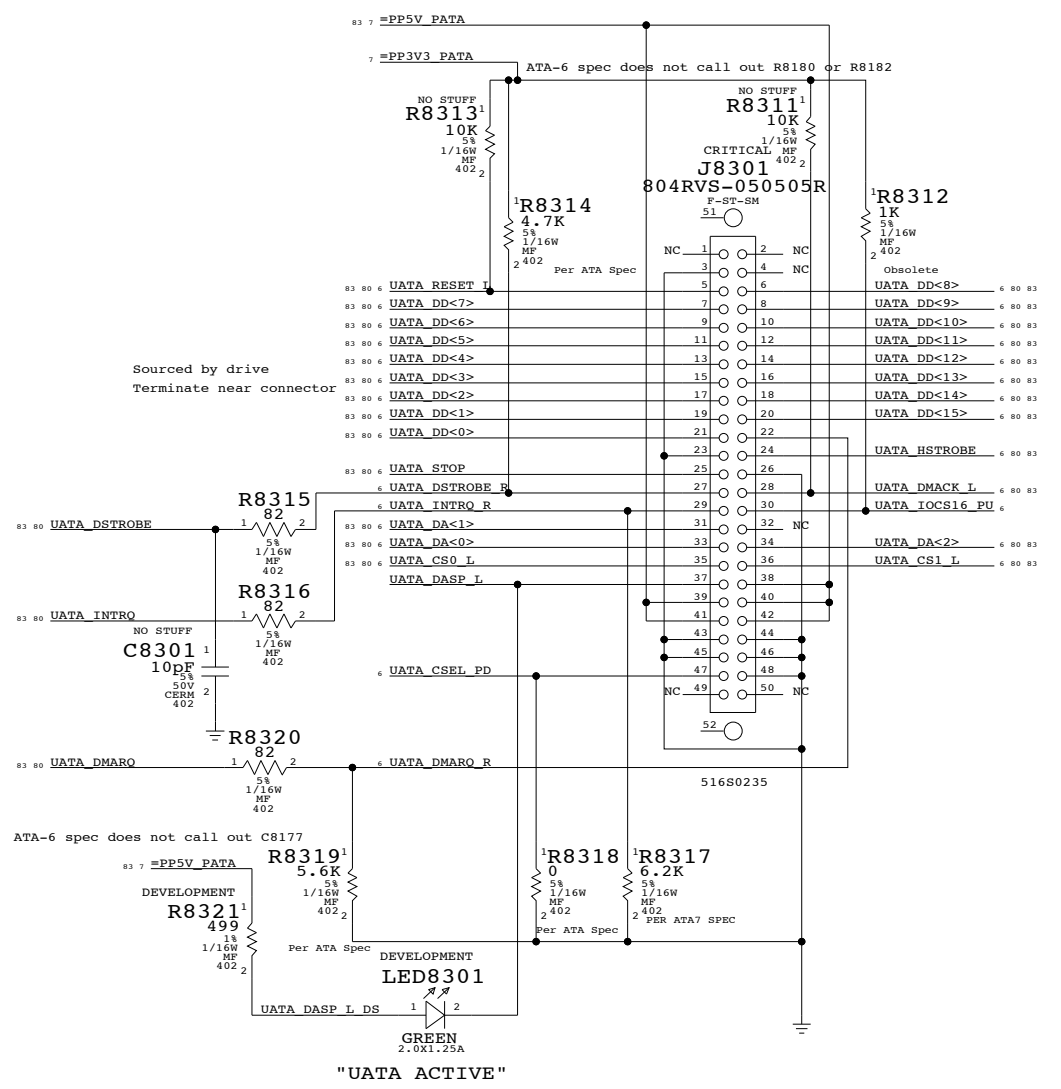 83 7 =PP5V_PATA
7 =PP3V3_PATA
ATA-6 spec does not call out R8180 or R8182
NO STUFF
R8313
1
10K
5%
1/16W
MF
402
2
NO STUFF
R8311
1
10K
5%
1/16W
MF
402
2
CRITICAL
J8301
804RVS-050505R
F-ST-SM
51
1
R8314
4.7K
5%
1/16W
MF
402
2
Per ATA Spec
1
R8312
1K
5%
1/16W
MF
402
2
Obsolete
NC 1 2 NC
3 4 NC
83 80 6 UATA_RESET_L 5 6 UATA_DD<8> 6 80 83
83 80 6 UATA_DD<7> 7 8 UATA_DD<9> 6 80 83
83 80 6 UATA_DD<6> 9 10 UATA_DD<10> 6 80 83
83 80 6 UATA_DD<5> 11 12 UATA_DD<11> 6 80 83
83 80 6 UATA_DD<4> 13 14 UATA_DD<12> 6 80 83
83 80 6 UATA_DD<3> 15 16 UATA_DD<13> 6 80 83
83 80 6 UATA_DD<2> 17 18 UATA_DD<14> 6 80 83
83 80 6 UATA_DD<1> 19 20 UATA_DD<15> 6 80 83
83 80 6 UATA_DD<0> 21 22
23 24 UATA_HSTROBE 6 80 83
83 80 6 UATA_STOP 25 26
6 UATA_DSTROBE_R 27 28 UATA_DMACK_L 6 80 83
6 UATA_INTRQ_R 29 30 UATA_IOCS16_PU 6
83 80 6 UATA_DA<1> 31 32 NC
83 80 6 UATA_DA<0> 33 34 UATA_DA<2> 6 80 83
83 80 6 UATA_CS0_L 35 36 UATA_CS1_L 6 80 83
UATA_DASP_L 37 38
39 40
41 42
43 44
45 46
6 UATA_CSEL_PD 47 48
NC 49 50 NC
52
516S0235
Sourced by drive
Terminate near connector
R8315
82
83 80 UATA_DSTROBE 1 2
5%
1/16W
MF
402
R8316
82
83 80 UATA_INTRQ 1 2
5%
1/16W
MF
402
NO STUFF
C8301
1
10pF
5%
50V
CERM
402
2
R8320
82
83 80 UATA_DMARQ 1 2
6 UATA_DMARQ_R
5%
1/16W
MF
402
ATA-6 spec does not call out C8177
83 7 =PP5V_PATA
R8319
1
5.6K
5%
1/16W
MF
402
2
Per ATA Spec
1
R8318
0
5%
1/16W
MF
402
2
Per ATA Spec
1
R8317
6.2K
5%
1/16W
MF
402
2
PER ATA7 SPEC
DEVELOPMENT
R8321
1
499
1%
1/16W
MF
402
2
DEVELOPMENT
LED8301
UATA_DASP_L_DS 1 2
GREEN
2.0X1.25A
"UATA ACTIVE"